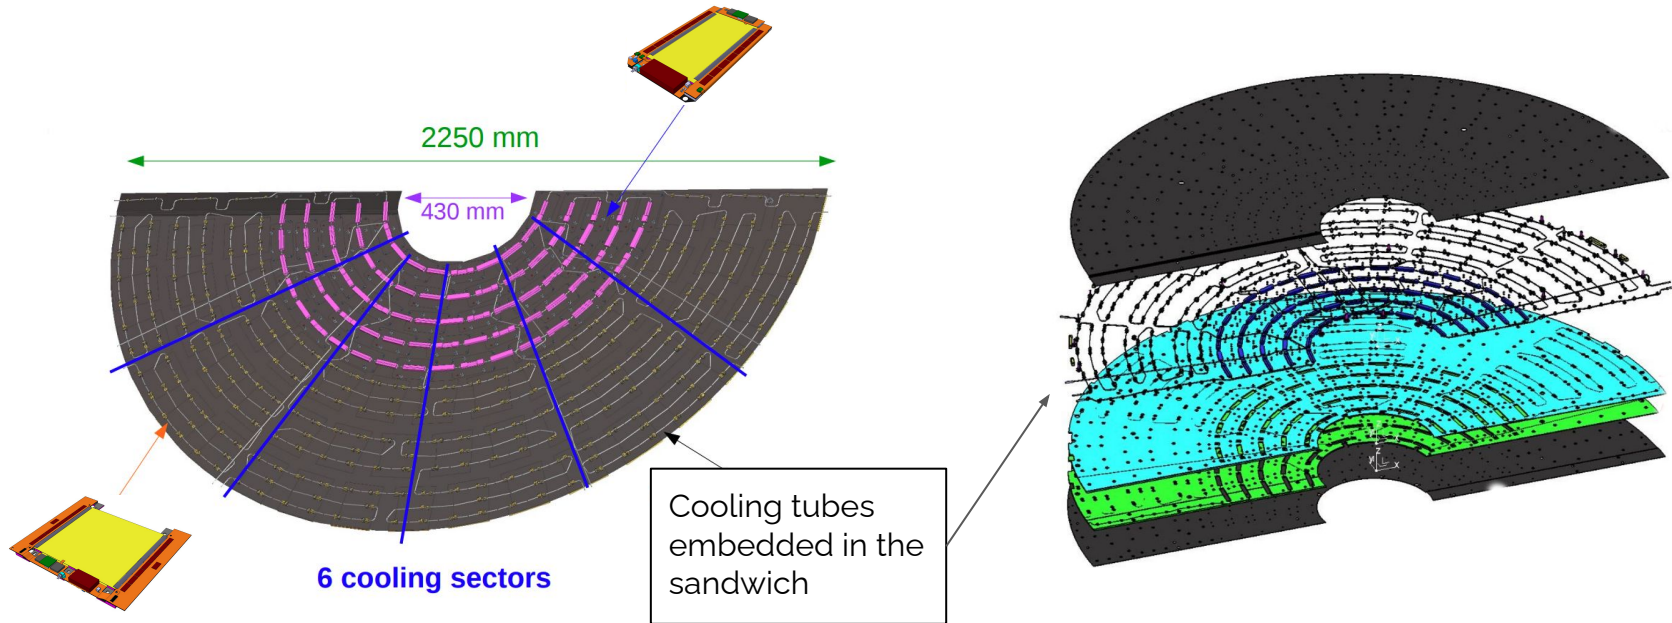 2250 mm
430 mm
6 cooling sectors
Cooling tubes
embedded in the
sandwich
z
y
x